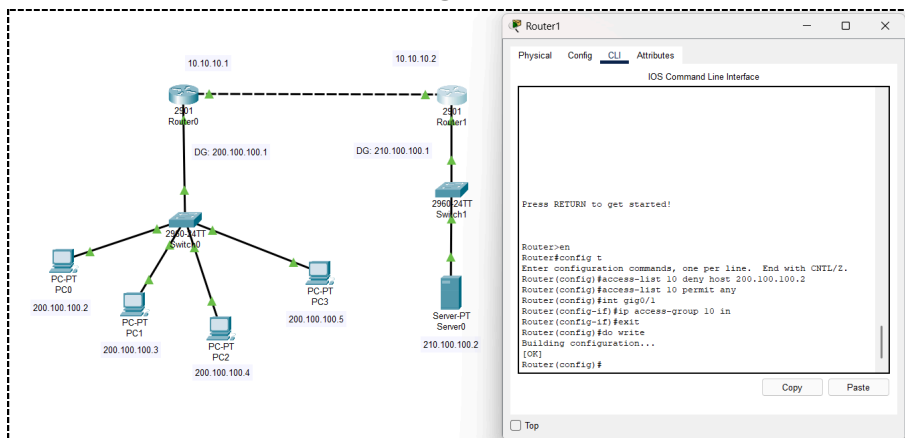 10.10.10.1
10.10.10.2
2901
Router0
2901
Router1
DG: 200.100.100.1
DG: 210.100.100.1
2960-24TT
Switch0
2960-24TT
Switch1
PC-PT
PC0
200.100.100.2
PC-PT
PC1
200.100.100.3
PC-PT
PC2
200.100.100.4
PC-PT
PC3
200.100.100.5
Server-PT
Server0
210.100.100.2
Router1
Physical Config CLI Attributes
IOS Command Line Interface
Press RETURN to get started!
Router>en
Router#config t
Enter configuration commands, one per line.  End with CNTL/Z.
Router(config)#access-list 10 deny host 200.100.100.2
Router(config)#access-list 10 permit any
Router(config)#int gig0/1
Router(config-if)#ip access-group 10 in
Router(config-if)#exit
Router(config)#do write
Building configuration...
[OK]
Router(config)#
Copy Paste
Top